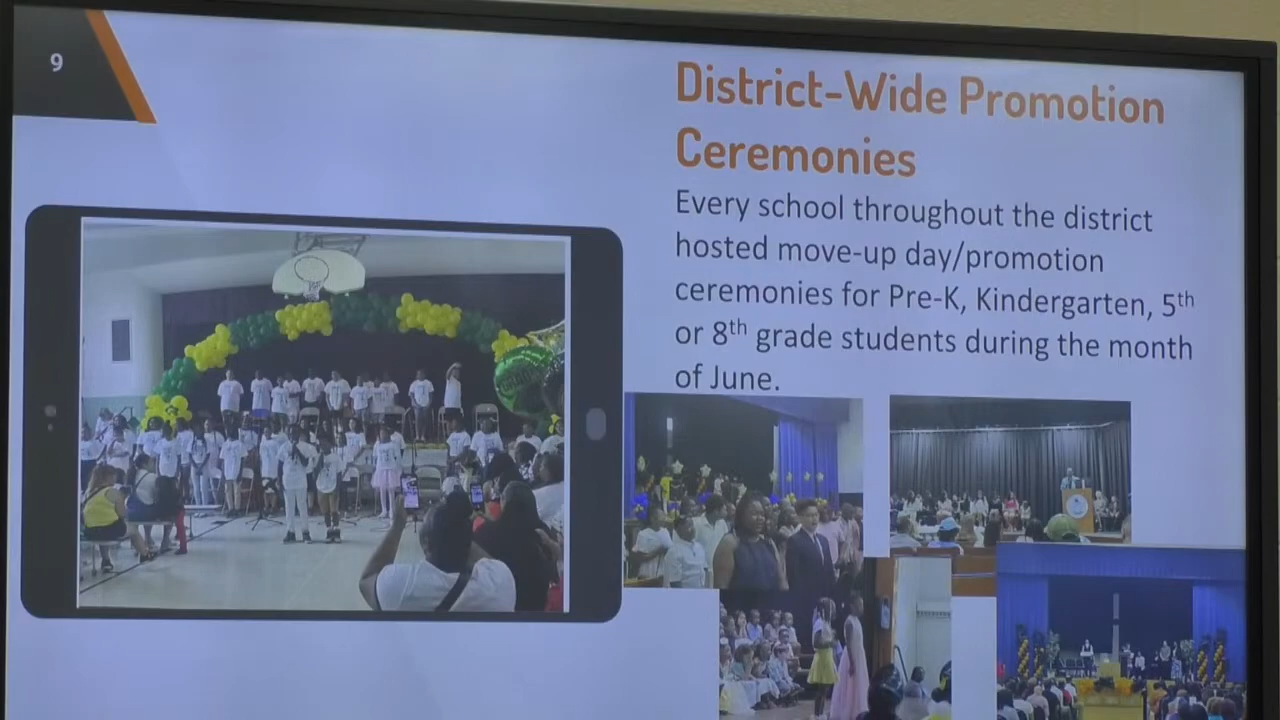 9
District-Wide Promotion
Ceremonies
Every school throughout the district
hosted move-up day/promotion
ceremonies for Pre-K, Kindergarten, 5th
or 8th grade students during the month
of June.